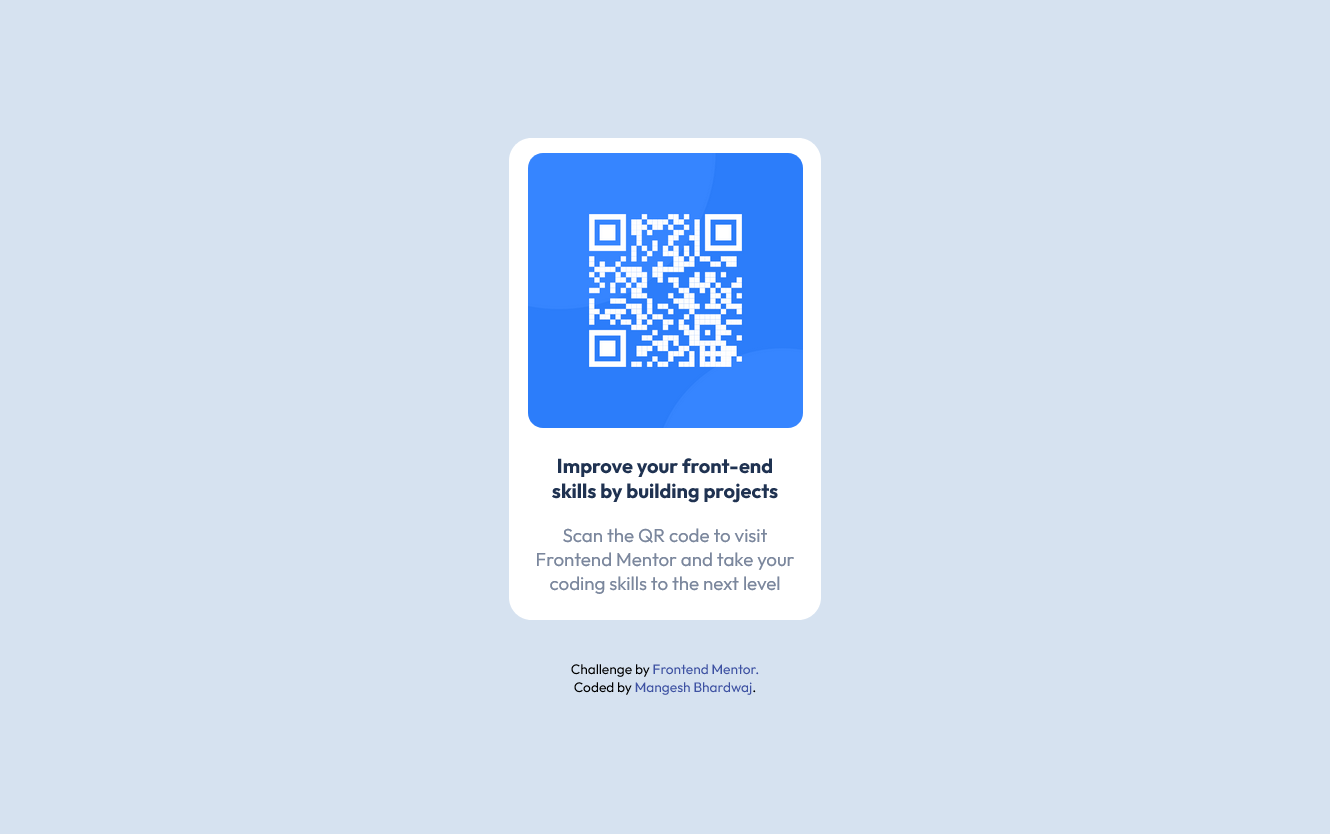 Improve your front-end
skills by building projects
Scan the QR code to visit
Frontend Mentor and take your
coding skills to the next level
Challenge by Frontend Mentor.
Coded by Mangesh Bhardwaj.